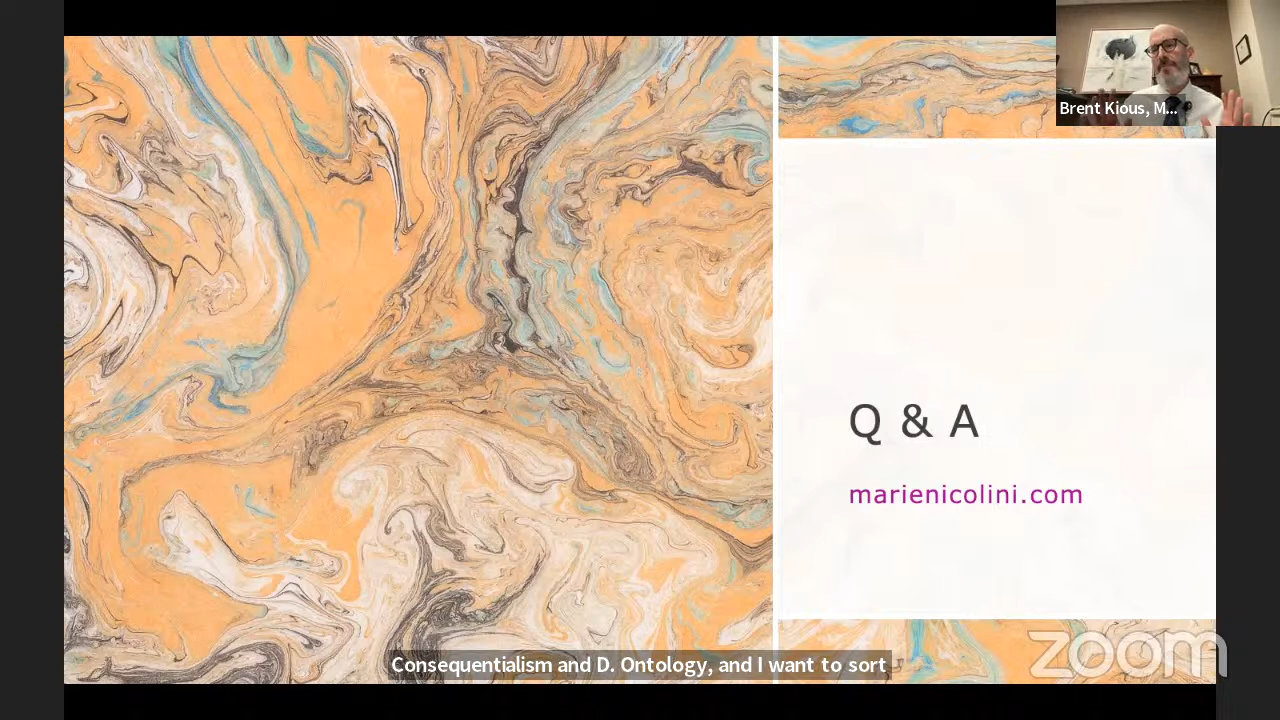 Brent Kious, M...
Q & A
marienicolini.com
Consequentialism and D. Ontology, and I want to sort
zoom